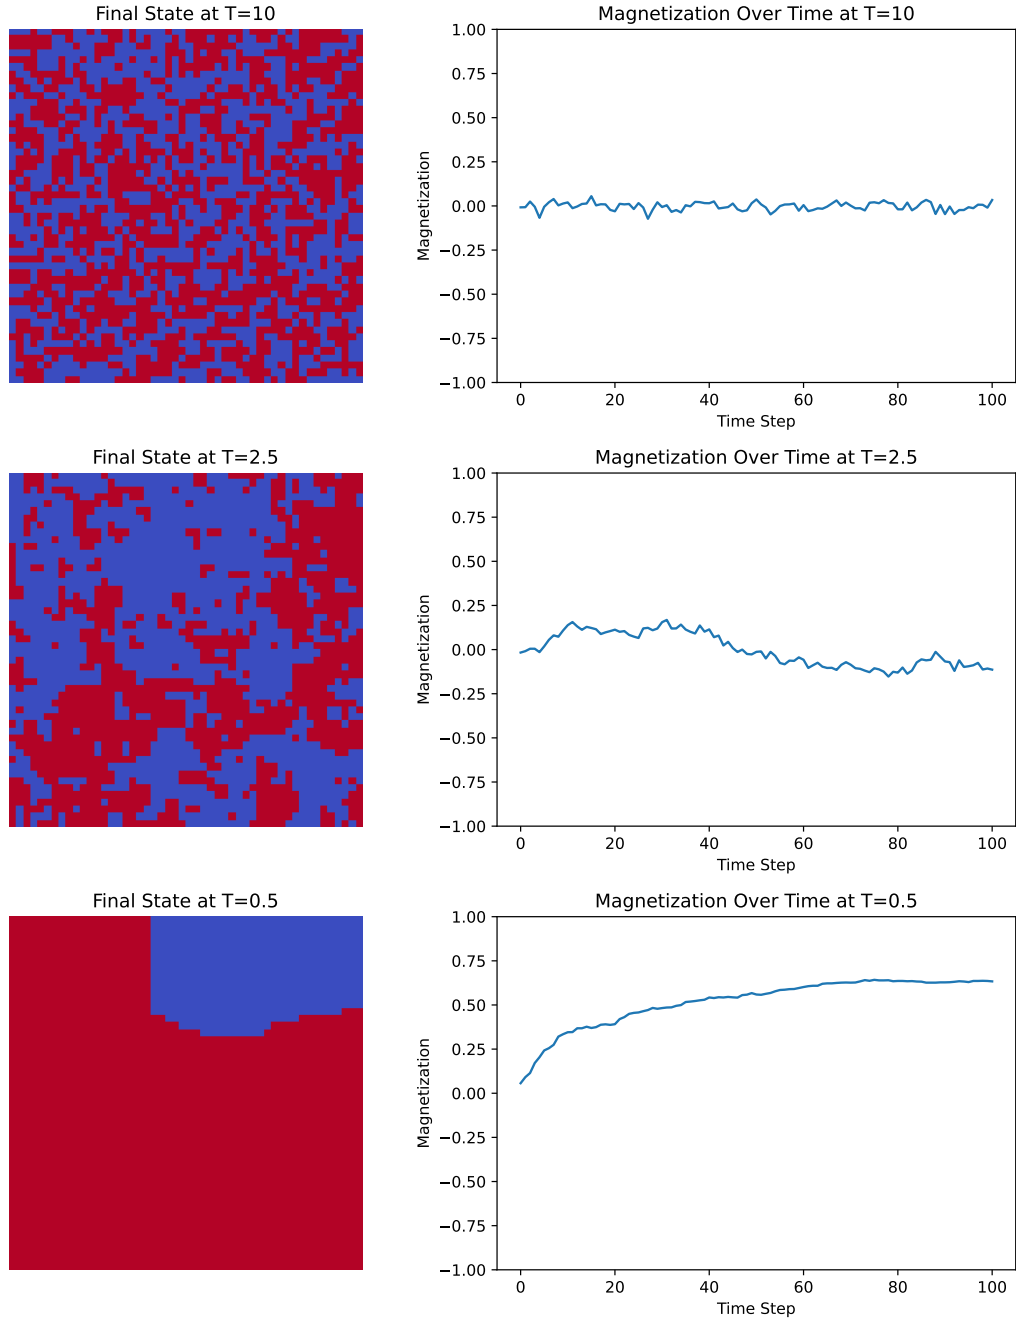 Final State at T=10
Magnetization Over Time at T=10
1.00
0.75
0.50
0.25
0.00
−0.25
−0.50
−0.75
−1.00
Magnetization
0 20 40 60 80 100
Time Step
Final State at T=2.5
Magnetization Over Time at T=2.5
1.00
0.75
0.50
0.25
0.00
−0.25
−0.50
−0.75
−1.00
Magnetization
0 20 40 60 80 100
Time Step
Final State at T=0.5
Magnetization Over Time at T=0.5
1.00
0.75
0.50
0.25
0.00
−0.25
−0.50
−0.75
−1.00
Magnetization
0 20 40 60 80 100
Time Step